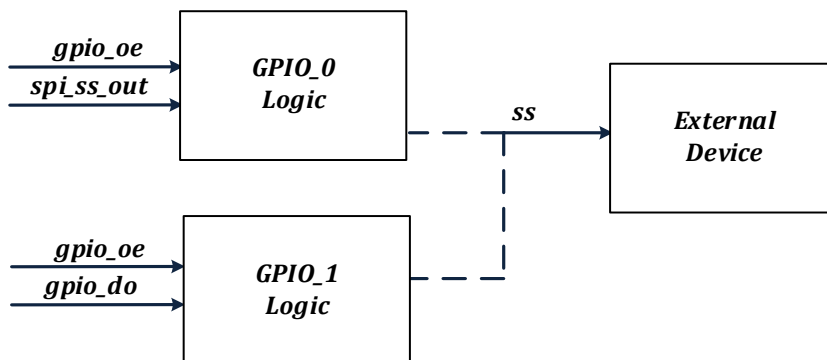 gpio_oe
spi_ss_out
GPIO_0
Logic
ss
External
Device
gpio_oe
gpio_do
GPIO_1
Logic